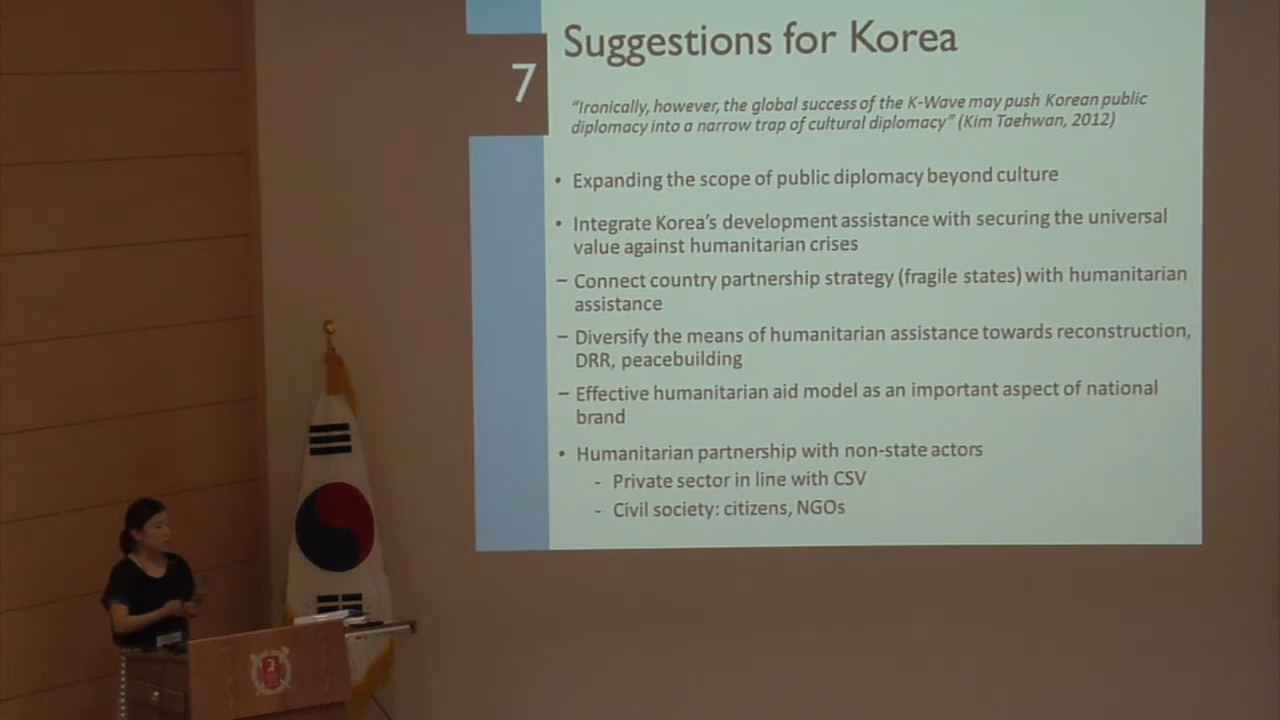 7
Suggestions for Korea
"Ironically, however, the global success of the K-Wave may push Korean public
diplomacy into a narrow trap of cultural diplomacy" (Kim Taehwan, 2012)
• Expanding the scope of public diplomacy beyond culture
• Integrate Korea's development assistance with securing the universal
value against humanitarian crises
– Connect country partnership strategy (fragile states) with humanitarian
assistance
– Diversify the means of humanitarian assistance towards reconstruction,
DRR, peacebuilding
– Effective humanitarian aid model as an important aspect of national
brand
• Humanitarian partnership with non-state actors
- Private sector in line with CSV
- Civil society: citizens, NGOs